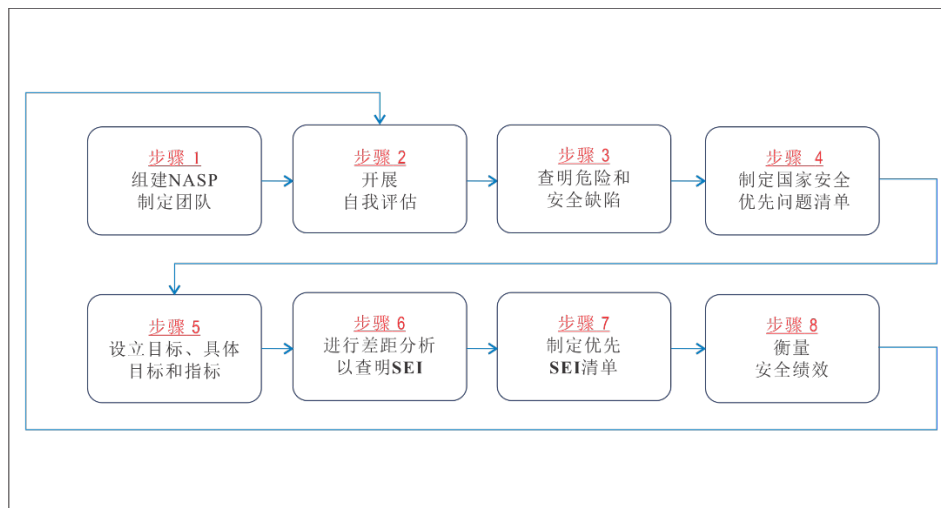 步骤 1
组建NASP
制定团队
步骤 2
开展
自我评估
步骤 3
查明危险和
安全缺陷
步骤 4
制定国家安全
优先问题清单
步骤 5
设立目标、具体
目标和指标
步骤 6
进行差距分析
以查明SEI
步骤 7
制定优先
SEI清单
步骤 8
衡量
安全绩效